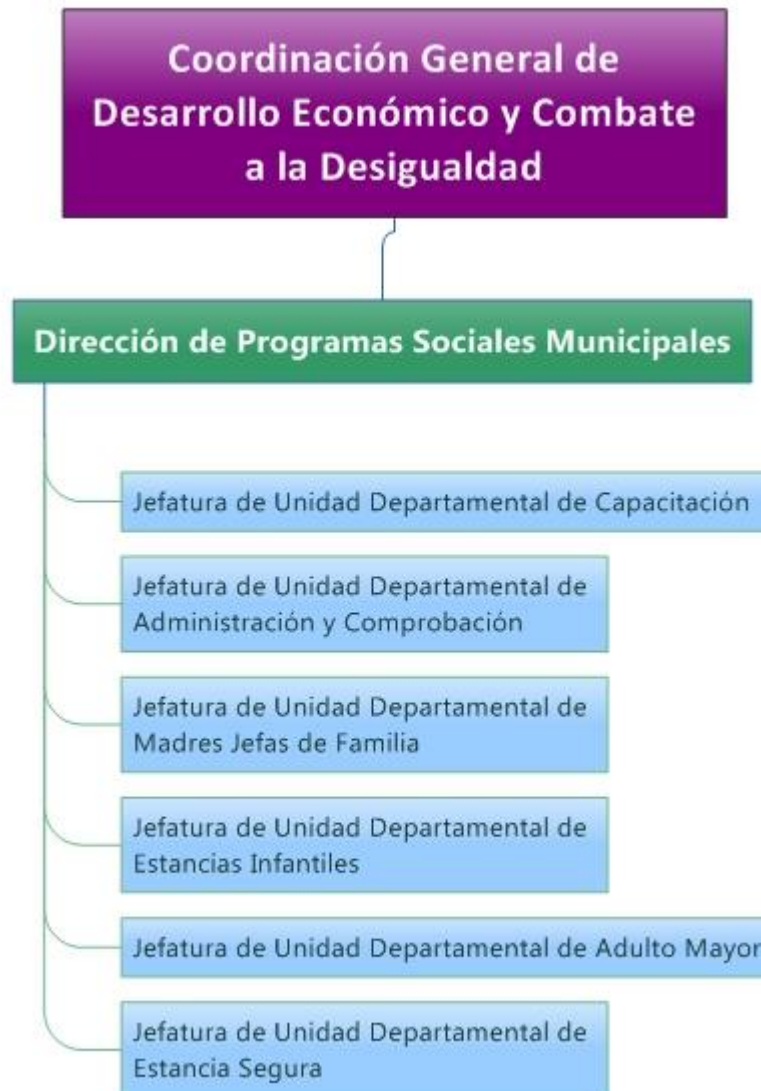 Coordinación General de
Desarrollo Económico y Combate
a la Desigualdad
Dirección de Programas Sociales Municipales
Jefatura de Unidad Departamental de Capacitación
Jefatura de Unidad Departamental de
Administración y Comprobación
Jefatura de Unidad Departamental de
Madres Jefas de Familia
Jefatura de Unidad Departamental de
Estancias Infantiles
Jefatura de Unidad Departamental de Adulto Mayor
Jefatura de Unidad Departamental de
Estancia Segura